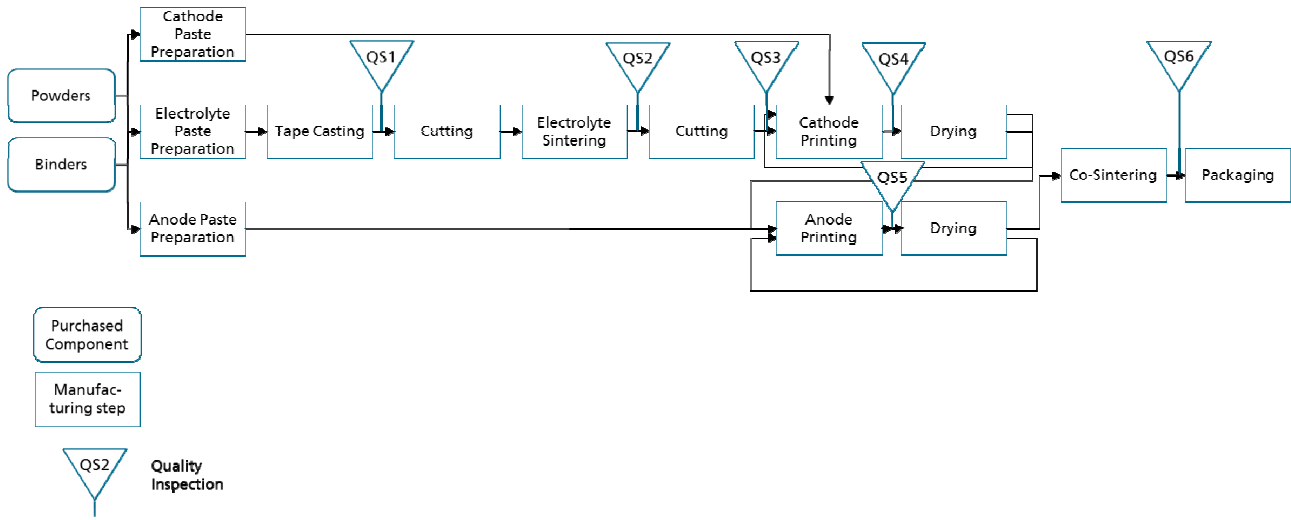 Cathode
Paste
Preparation
QS1
QS2
QS3
QS4
QS6
Powders
Electrolyte
Paste
Preparation
Tape Casting
Cutting
Electrolyte
Sintering
Cutting
Cathode
Printing
Drying
Binders
QS5
Co-Sintering
Packaging
Anode Paste
Preparation
Anode
Printing
Drying
Purchased
Component
Manufac-
turing step
QS2
Quality
Inspection